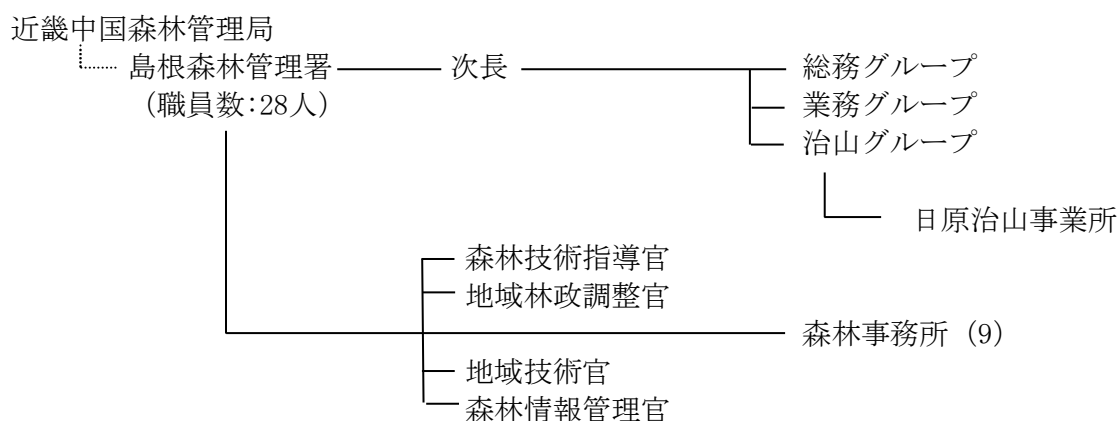 近畿中国森林管理局
島根森林管理署 次長 総務グループ
(職員数:28人) 業務グループ
治山グループ
日原治山事業所
森林技術指導官
地域林政調整官
森林事務所 (9)
地域技術官
森林情報管理官